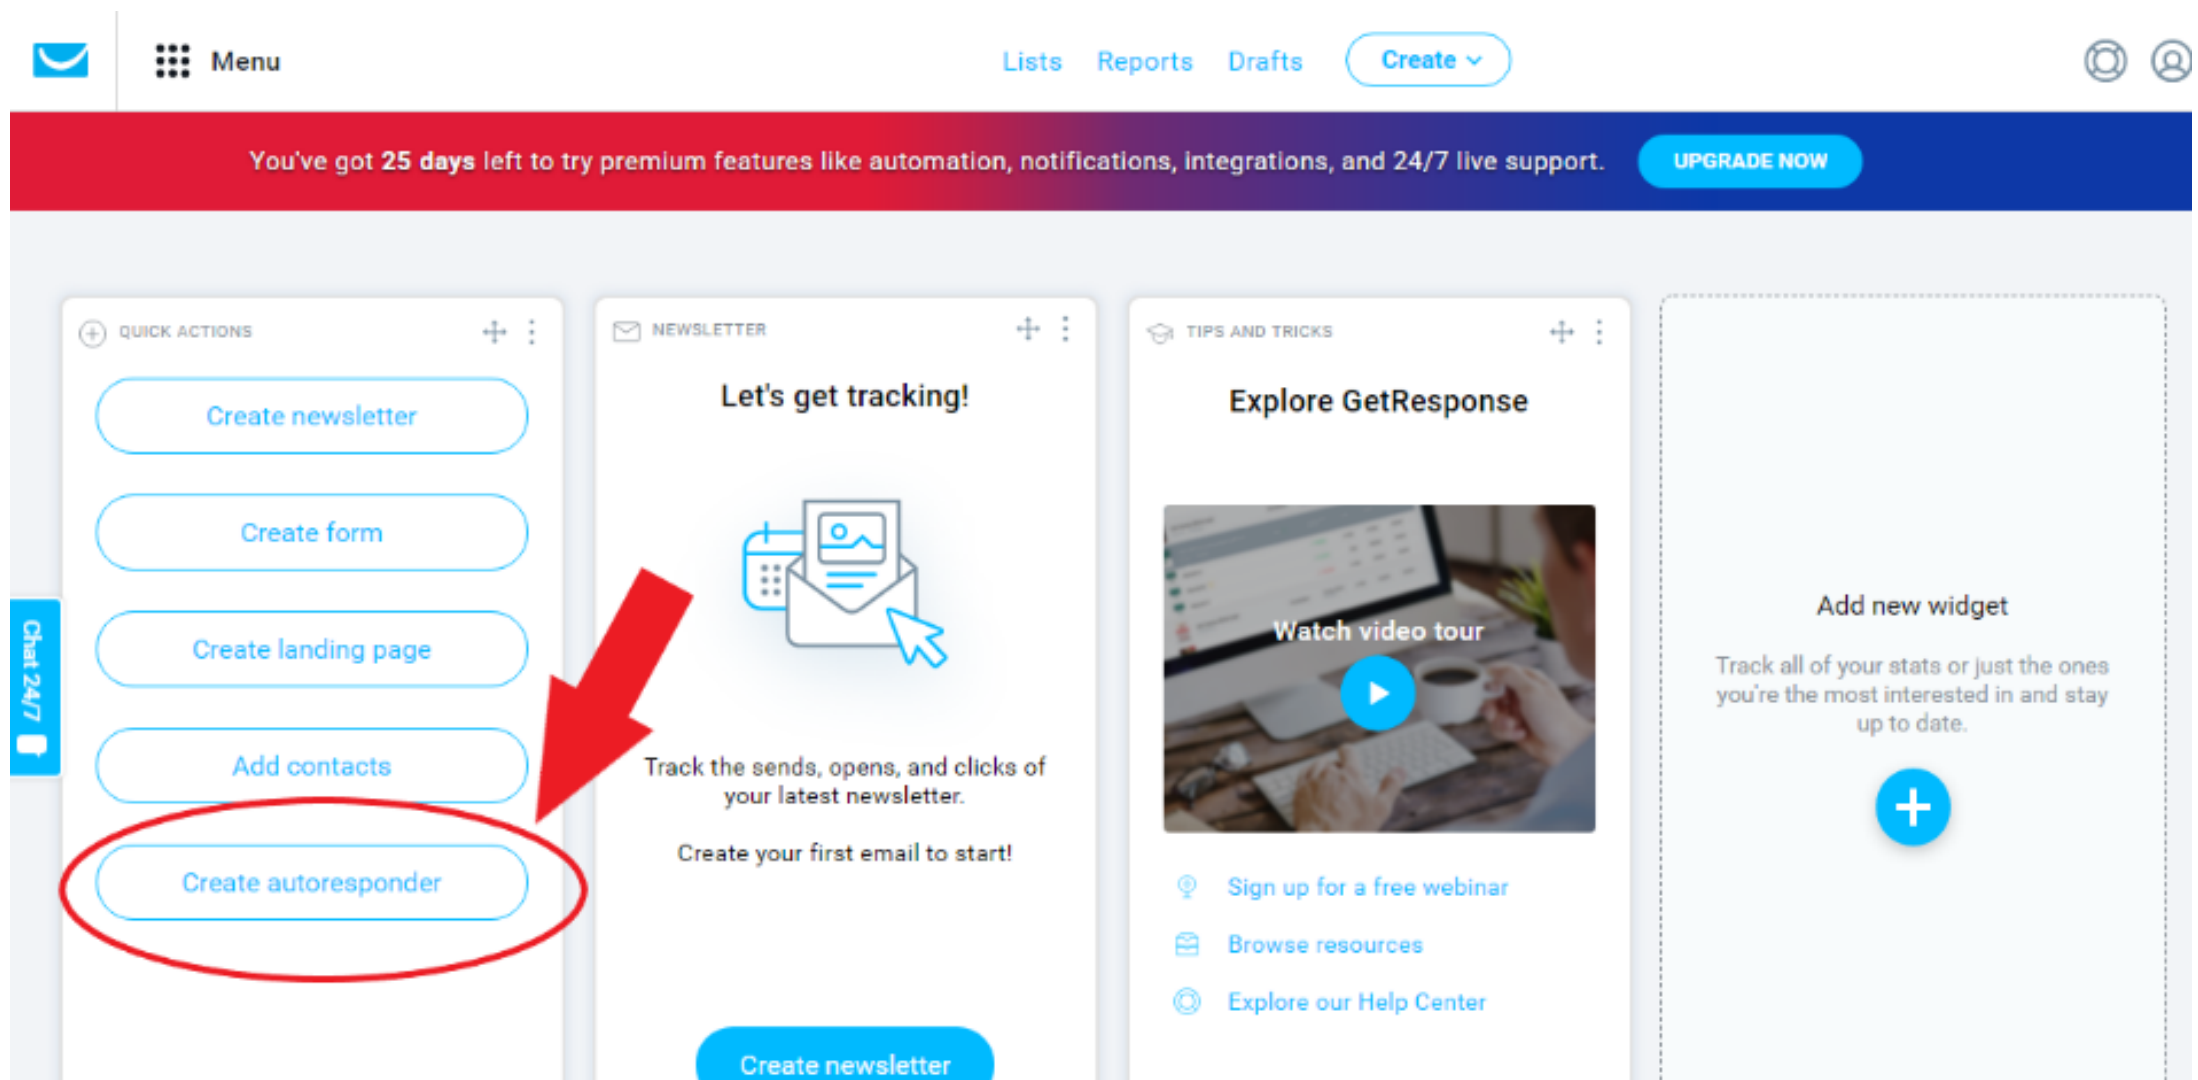 Menu
Lists
Reports
Drafts
Create
You've got 25 days left to try premium features like automation, notifications, integrations, and 24/7 live support.
UPGRADE NOW
QUICK ACTIONS
Create newsletter
Create form
Create landing page
Add contacts
Create autoresponder
Chat 24/7
NEWSLETTER
Let's get tracking!
Track the sends, opens, and clicks of
your latest newsletter.
Create your first email to start!
Create newsletter
TIPS AND TRICKS
Explore GetResponse
Watch video tour
Sign up for a free webinar
Browse resources
Explore our Help Center
Add new widget
Track all of your stats or just the ones
you're the most interested in and stay
up to date.